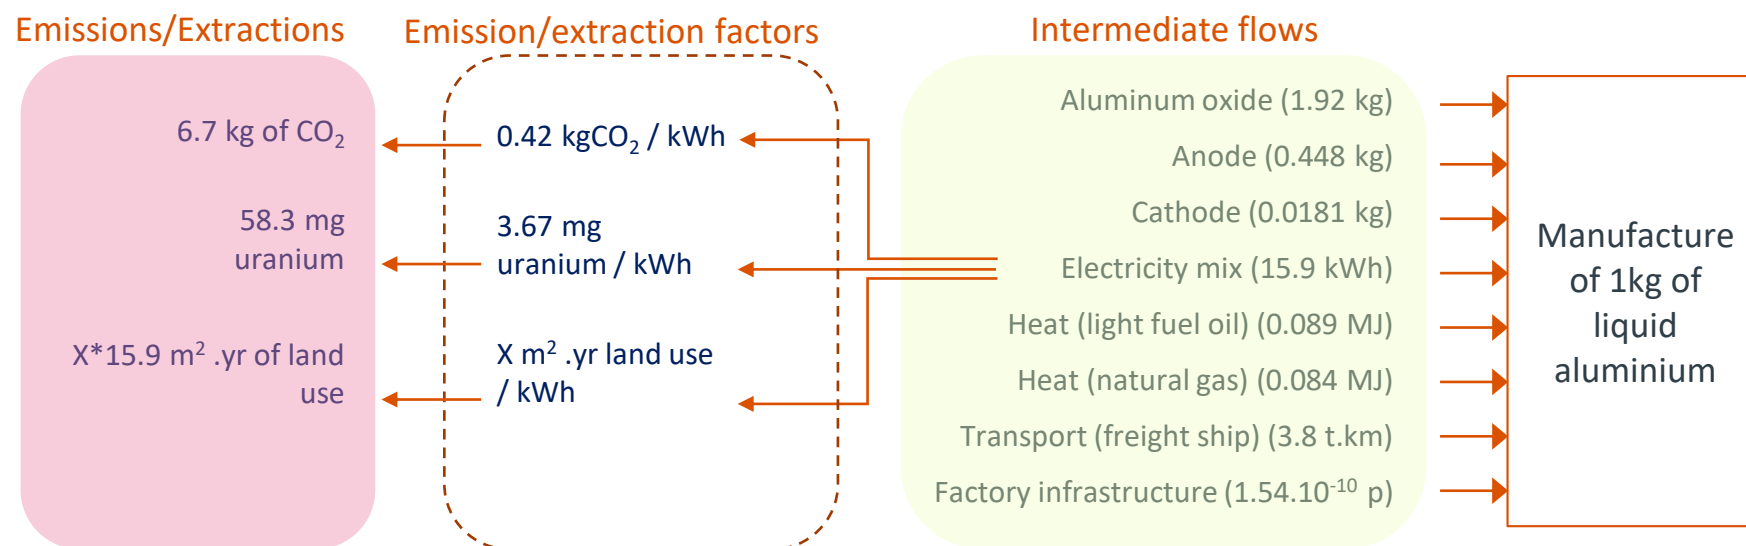 Emissions/Extractions
Emission/extraction factors
Intermediate flows
6.7 kg of CO₂
58.3 mg
uranium
X*15.9 m² .yr of land
use
0.42 kgCO₂ / kWh
3.67 mg
uranium / kWh
X m² .yr land use
/ kWh
Aluminum oxide (1.92 kg)
Anode (0.448 kg)
Cathode (0.0181 kg)
Electricity mix (15.9 kWh)
Heat (light fuel oil) (0.089 MJ)
Heat (natural gas) (0.084 MJ)
Transport (freight ship) (3.8 t.km)
Factory infrastructure (1.54.10⁻¹⁰ p)
Manufacture
of 1kg of
liquid
aluminium